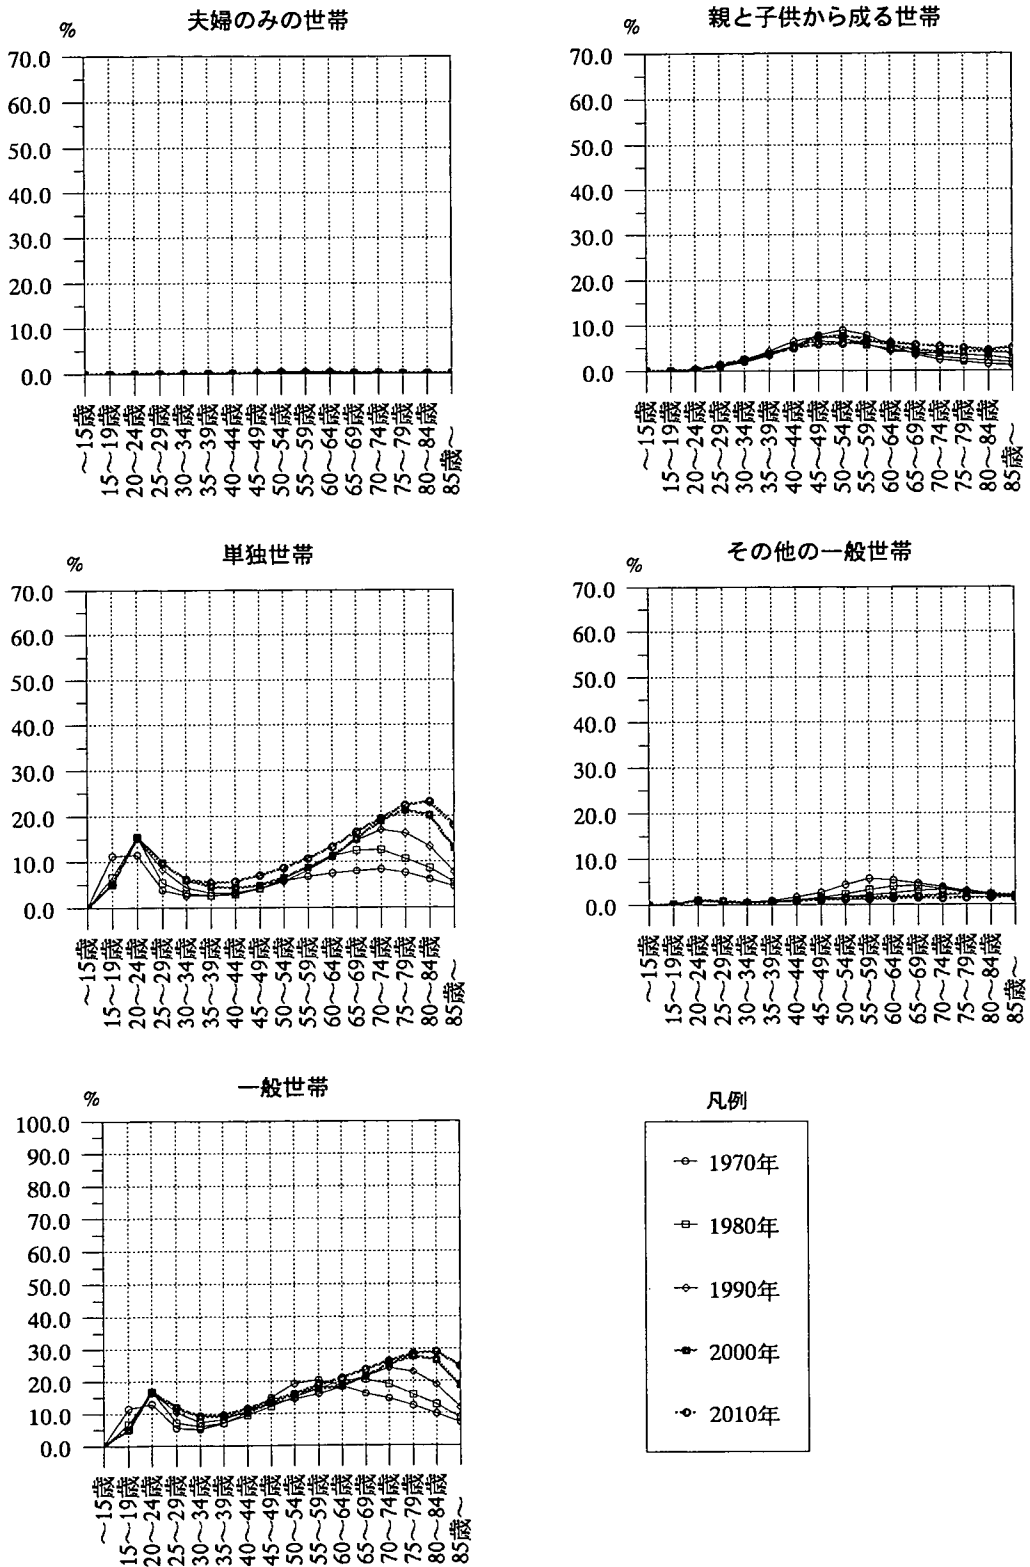 夫婦のみの世帯
%
70.0
60.0
50.0
40.0
30.0
20.0
10.0
0.0
～15歳
15～19歳
20～24歳
25～29歳
30～34歳
35～39歳
40～44歳
45～49歳
50～54歳
55～59歳
60～64歳
65～69歳
70～74歳
75～79歳
80～84歳
85歳～
親と子供から成る世帯
%
70.0
60.0
50.0
40.0
30.0
20.0
10.0
0.0
～15歳
15～19歳
20～24歳
25～29歳
30～34歳
35～39歳
40～44歳
45～49歳
50～54歳
55～59歳
60～64歳
65～69歳
70～74歳
75～79歳
80～84歳
85歳～
単独世帯
%
70.0
60.0
50.0
40.0
30.0
20.0
10.0
0.0
～15歳
15～19歳
20～24歳
25～29歳
30～34歳
35～39歳
40～44歳
45～49歳
50～54歳
55～59歳
60～64歳
65～69歳
70～74歳
75～79歳
80～84歳
85歳～
その他の一般世帯
%
70.0
60.0
50.0
40.0
30.0
20.0
10.0
0.0
～15歳
15～19歳
20～24歳
25～29歳
30～34歳
35～39歳
40～44歳
45～49歳
50～54歳
55～59歳
60～64歳
65～69歳
70～74歳
75～79歳
80～84歳
85歳～
一般世帯
%
100.0
90.0
80.0
70.0
60.0
50.0
40.0
30.0
20.0
10.0
0.0
～15歳
15～19歳
20～24歳
25～29歳
30～34歳
35～39歳
40～44歳
45～49歳
50～54歳
55～59歳
60～64歳
65～69歳
70～74歳
75～79歳
80～84歳
85歳～
凡例
1970年
1980年
1990年
2000年
2010年